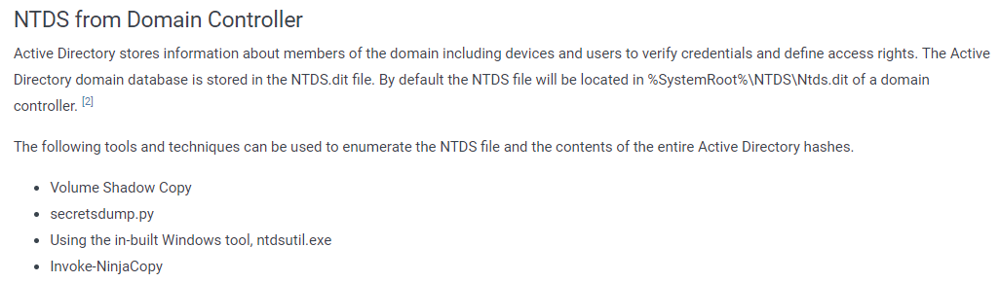 NTDS from Domain Controller
Active Directory stores information about members of the domain including devices and users to verify credentials and define access rights. The Active
Directory domain database is stored in the NTDS.dit file. By default the NTDS file will be located in %SystemRoot%\NTDS\Ntds.dit of a domain
controller. [2]
The following tools and techniques can be used to enumerate the NTDS file and the contents of the entire Active Directory hashes.
• Volume Shadow Copy
• secretsdump.py
• Using the in-built Windows tool, ntdsutil.exe
• Invoke-NinjaCopy